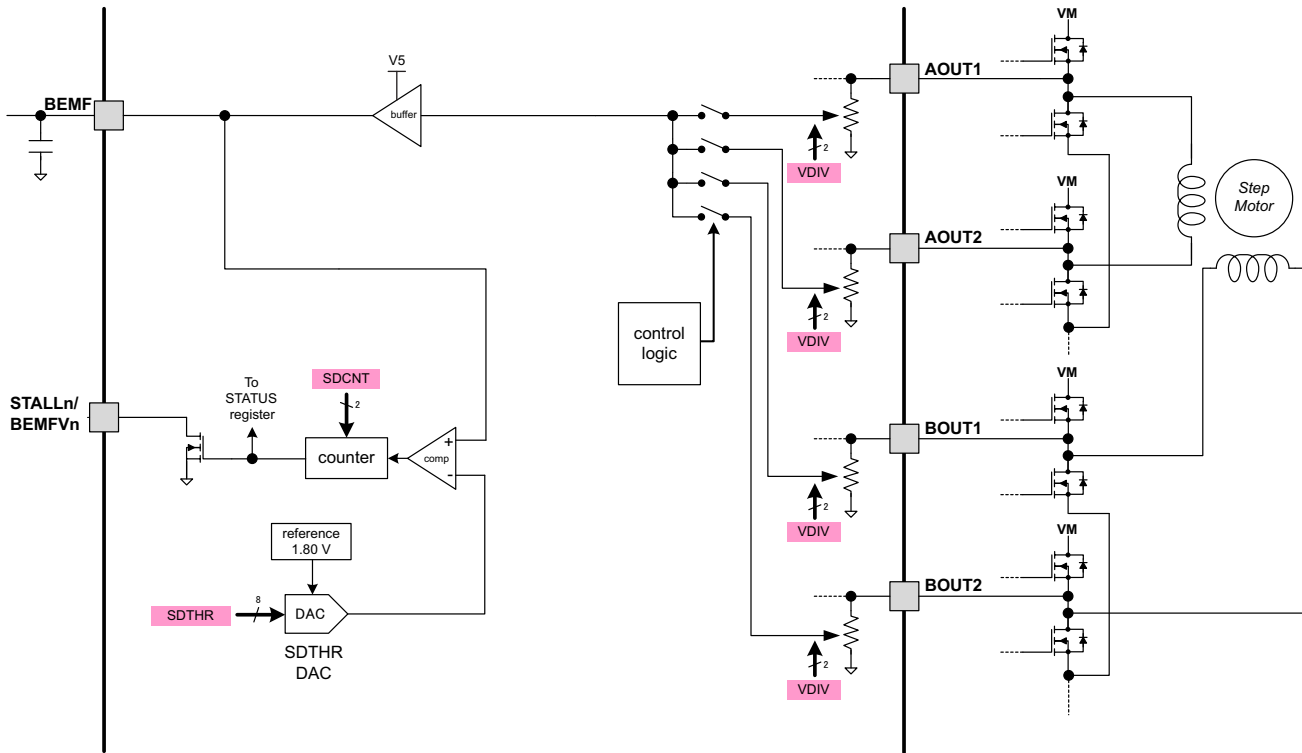 VM
V5
AOUT1
BEMF
buffer
2
VDIV
VM
Step
Motor
AOUT2
2
VDIV
control
logic
To
STATUS
register
SDCNT
2
VM
STALLn/
BEMFVn
BOUT1
+
counter
comp
-
2
VDIV
reference
1.80 V
VM
BOUT2
8
SDTHR
DAC
SDTHR
DAC
2
VDIV